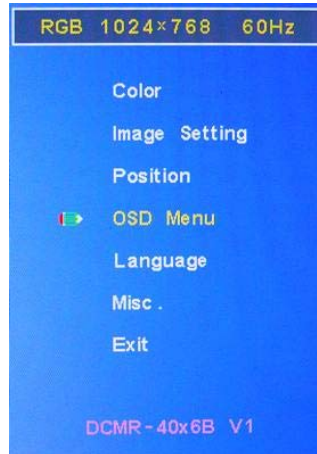 RGB 1024×768 60Hz
Color
Image Setting
Position
OSD Menu
Language
Misc.
Exit
DCMR-40x6B V1